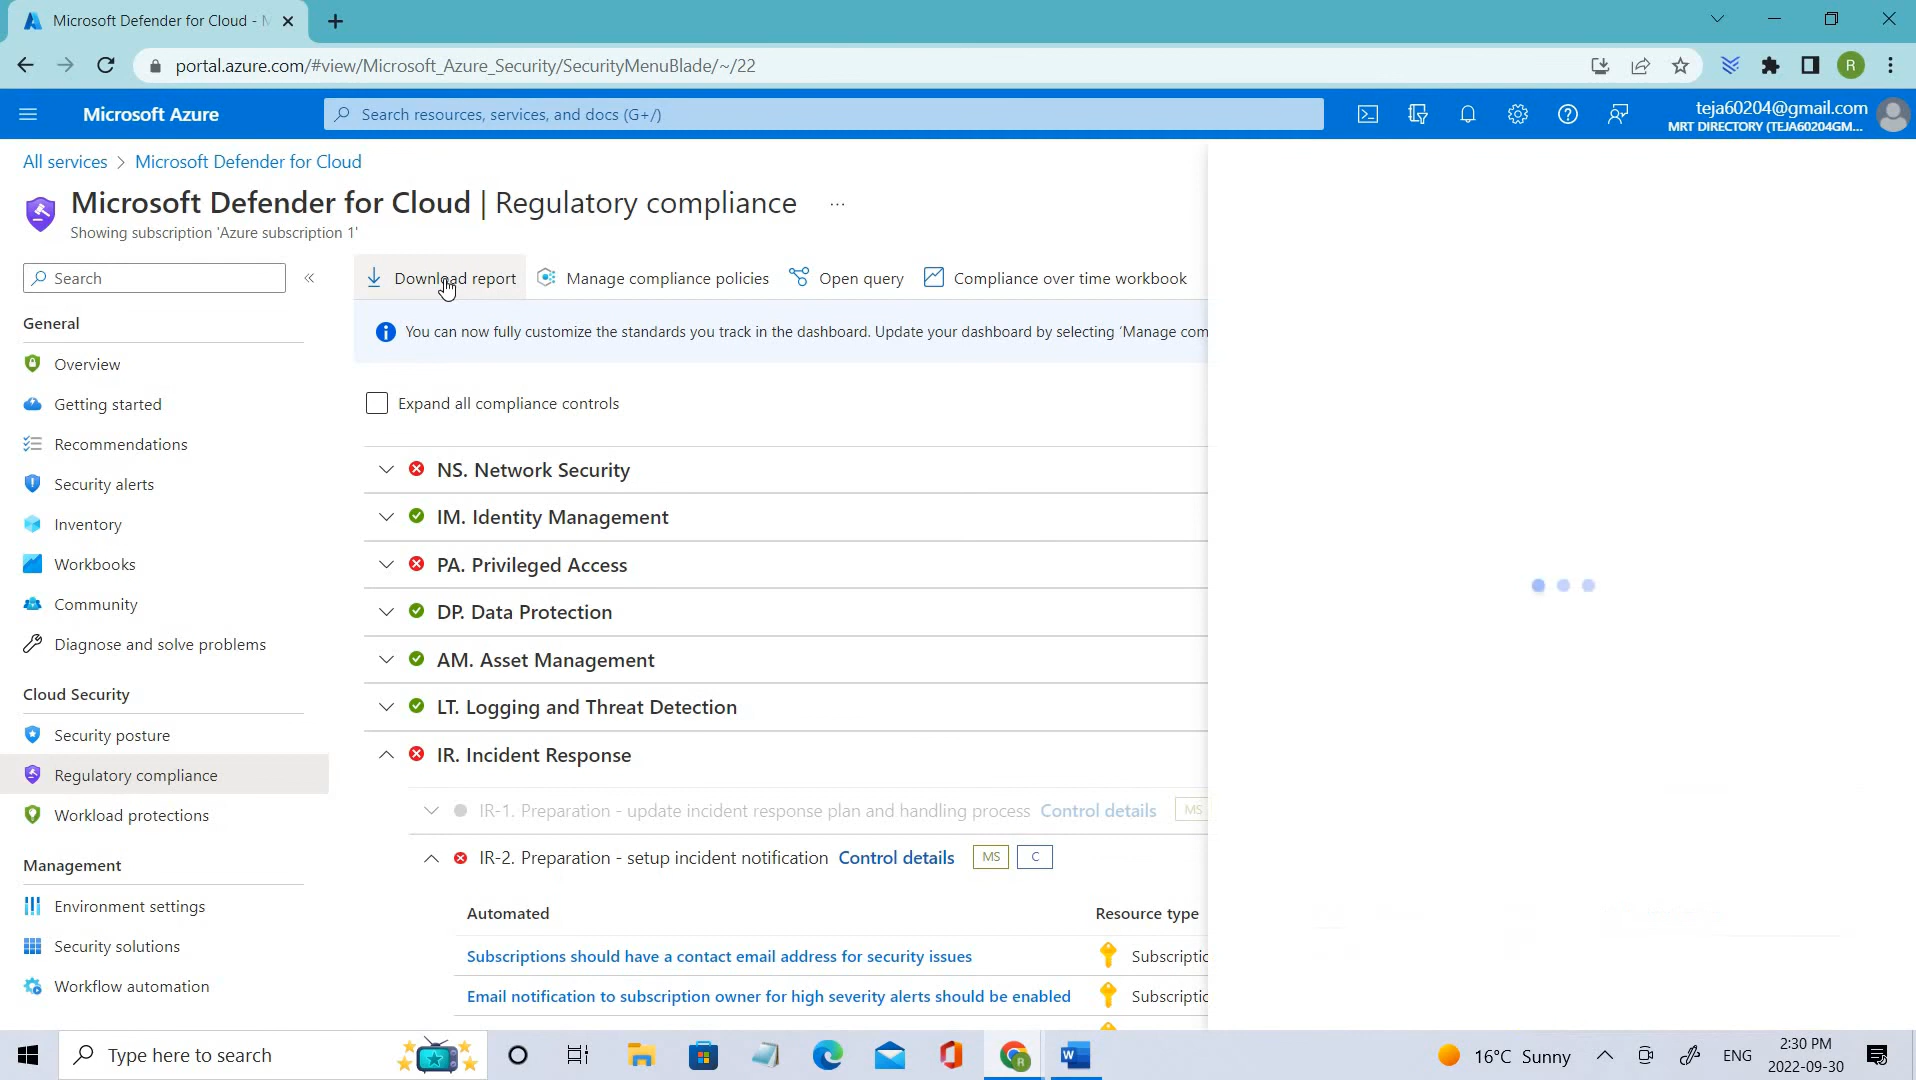 Microsoft Defender for Cloud - M
portal.azure.com/#view/Microsoft_Azure_Security/SecurityMenuBlade/~/22
R
Microsoft Azure
Search resources, services, and docs (G+/)
teja60204@gmail.com
MRT DIRECTORY (TEJA60204GM...
All services > Microsoft Defender for Cloud
Microsoft Defender for Cloud | Regulatory compliance ...
Showing subscription 'Azure subscription 1'
Search
«
Download report
Manage compliance policies
Open query
Compliance over time workbook
You can now fully customize the standards you track in the dashboard. Update your dashboard by selecting 'Manage com
General
Overview
Getting started
Recommendations
Security alerts
Inventory
Workbooks
Community
Diagnose and solve problems
Cloud Security
Security posture
Regulatory compliance
Workload protections
Management
Environment settings
Security solutions
Workflow automation
Expand all compliance controls
NS. Network Security
IM. Identity Management
PA. Privileged Access
DP. Data Protection
AM. Asset Management
LT. Logging and Threat Detection
IR. Incident Response
IR-1. Preparation - update incident response plan and handling process Control details MS
IR-2. Preparation - setup incident notification Control details MS C
Automated Resource type
Subscriptions should have a contact email address for security issues Subscriptio
Email notification to subscription owner for high severity alerts should be enabled Subscriptio
Type here to search
16°C Sunny
ENG
2:30 PM
2022-09-30